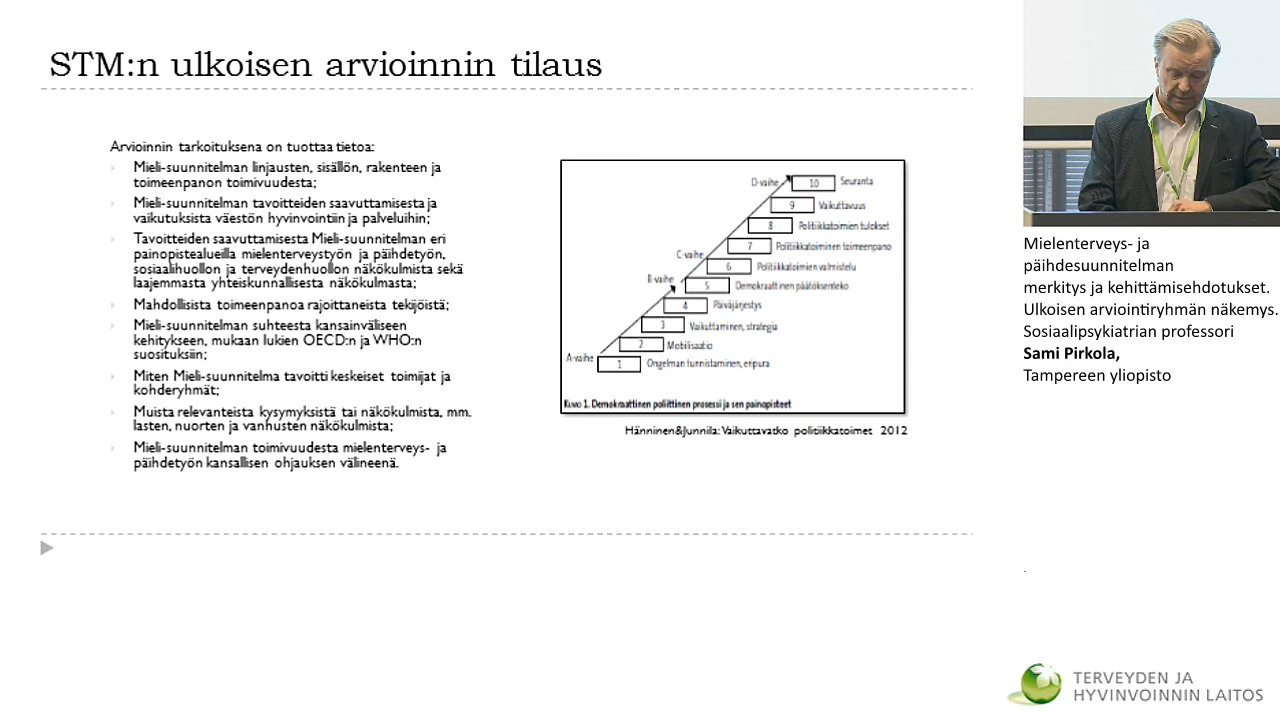 STM:n ulkoisen arvioinnin tilaus
Arvioinnin tarkoituksena on tuottaa tietoa:
Mieli-suunnitelman linjausten, sisällön, rakenteen ja
toimeenpanon toimivuudesta;
Mieli-suunnitelman tavoitteiden saavuttamisesta ja
vaikutuksista väestön hyvinvointiin ja palveluihin;
Tavoitteiden saavuttamisesta Mieli-suunnitelman eri
painopistealueilla mielenterveystyön ja päihdetyön,
sosiaalihuollon ja terveydenhuollon näkökulmista sekä
laajemmasta yhteiskunnallisesta näkökulmasta;
Mahdollisista toimeenpanoa rajoittaneista tekijöistä;
Mieli-suunnitelman suhteesta kansainväliseen
kehitykseen, mukaan lukien OECD:n ja WHO:n
suosituksiin;
Miten Mieli-suunnitelma tavoitti keskeiset toimijat ja
kohderyhmät;
Muista relevanteista kysymyksistä tai näkökulmista, mm.
lasten, nuorten ja vanhusten näkökulmista;
Mieli-suunnitelman toimivuudesta mielenterveys- ja
päihdetyön kansallisen ohjauksen välineenä.
D-vaihe 10 Seuranta
9 Vaikuttavuus
8 Politiikkatoimien tulokset
7 Politiikkatoiminen toimeenpano
C-vaihe
6 Politiikkatoimien valmistelu
B-vaihe
5 Demokraattinen päätöksenteko
4 Päiväjärjestys
3 Vaikuttaminen, strategia
2 Mobilisaatio
A-vaihe
1 Ongelman tunnistaminen, eripura
Kuvo 1. Demokraattinen poliittinen prosessi ja sen painopisteet
Hänninen&Junnila: Vaikuttavatko politiikkatoimet 2012
Mielenterveys- ja
päihdesuunnitelman
merkitys ja kehittämisehdotukset.
Ulkoisen arviointiryhmän näkemys.
Sosiaalipsykiatrian professori
Sami Pirkola,
Tampereen yliopisto
.
TERVEYDEN JA
HYVINVOINNIN LAITOS